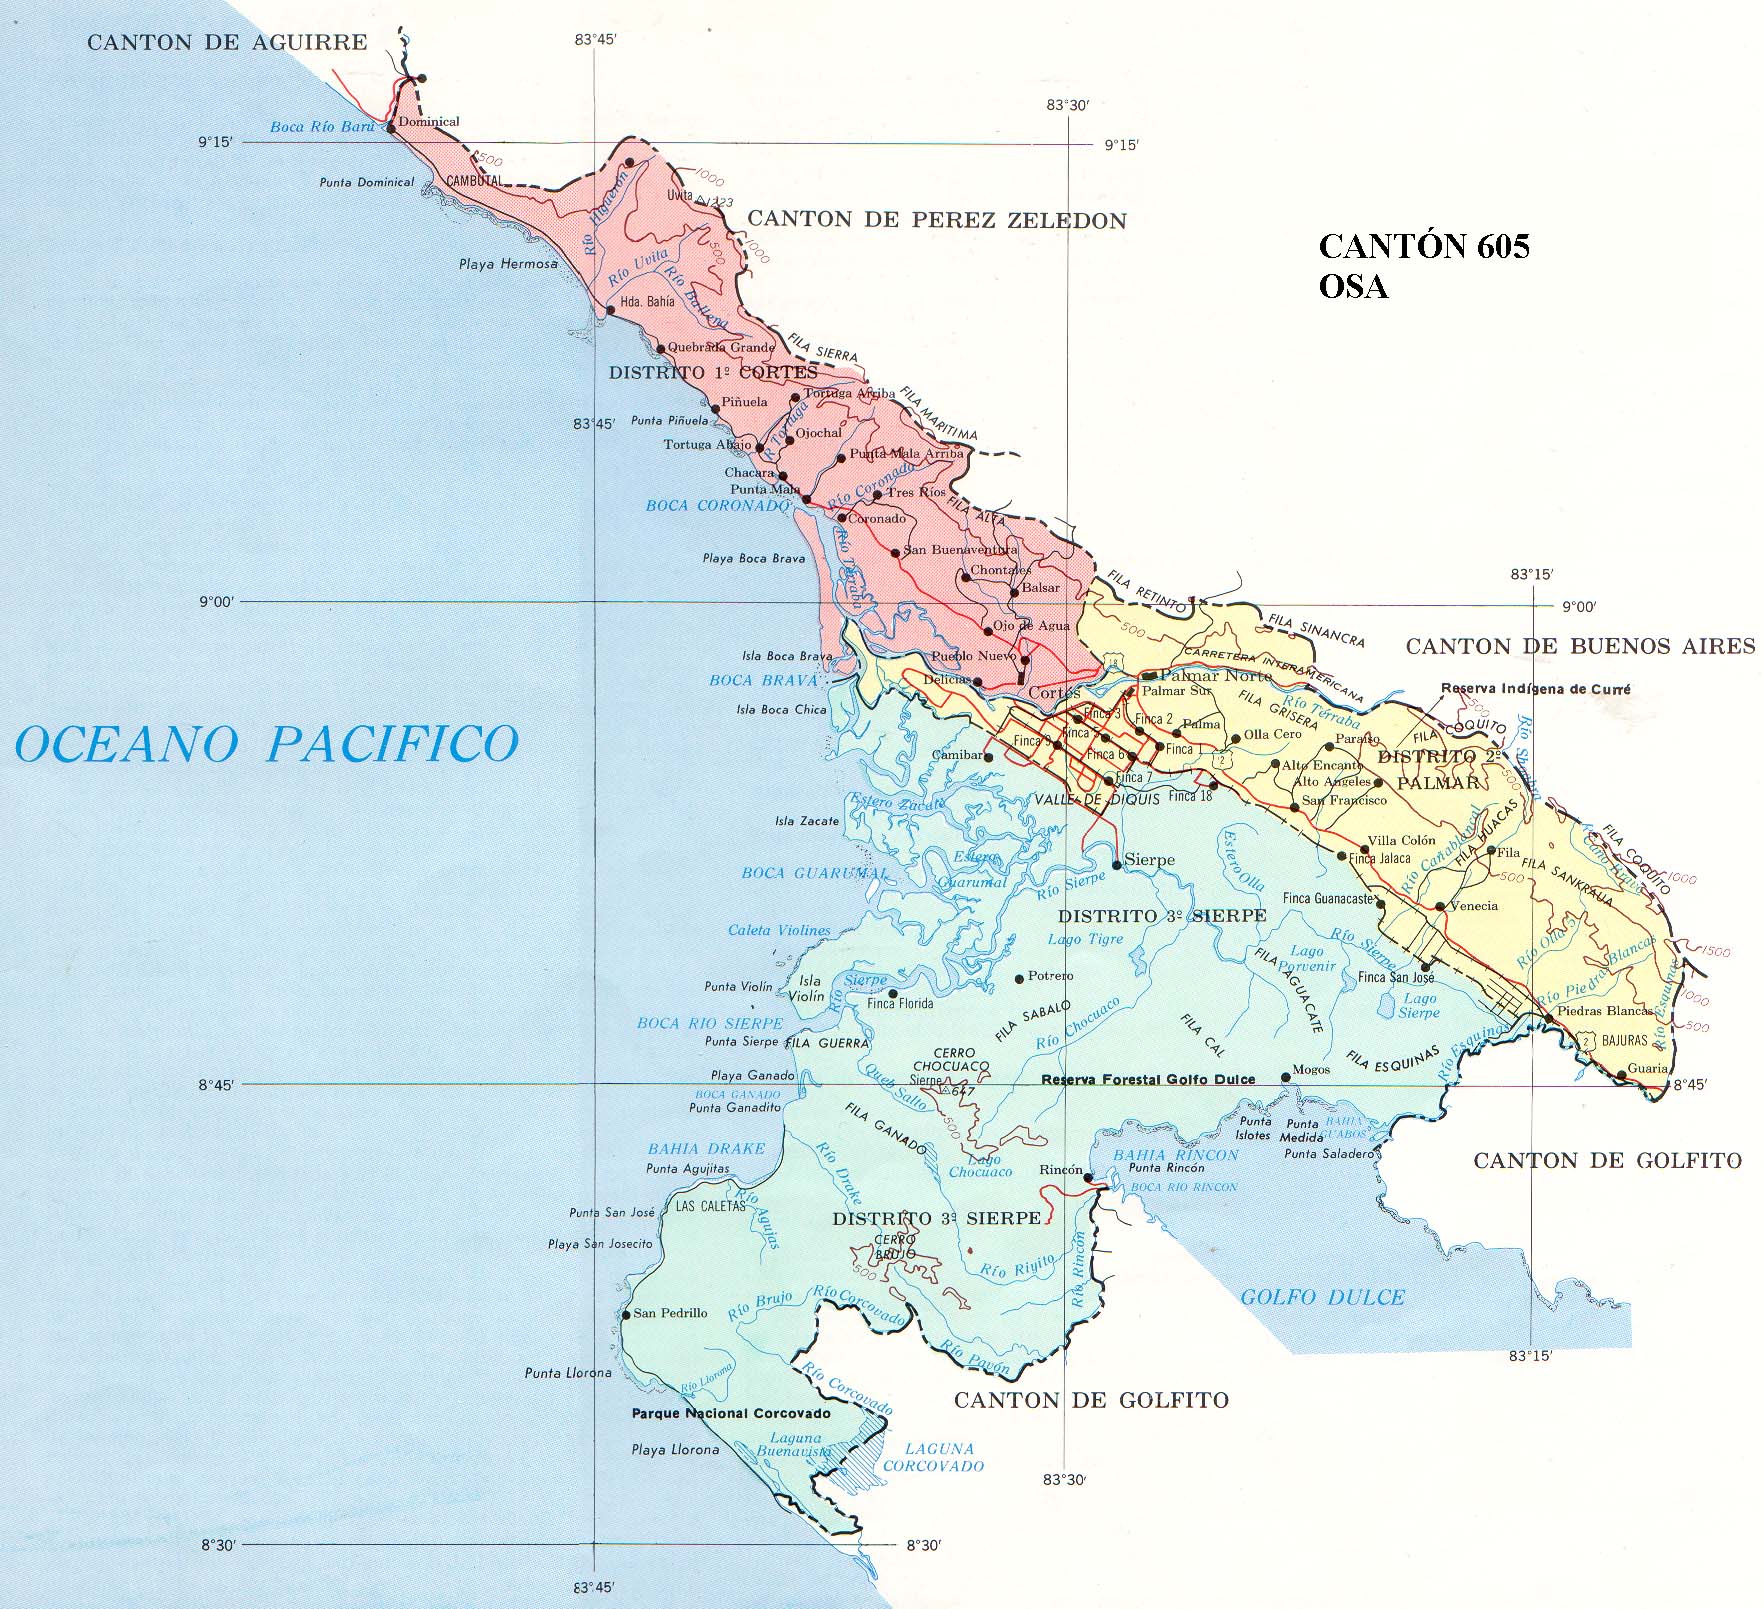 CANTON DE AGUIRRE
83°45'
83°30'
Boca Río Barú
Dominical
9°15'
9°15'
500
Punta Dominical
CAMBUTAL
1000
Uvita
1223
CANTON DE PEREZ ZELEDON
CANTÓN 605
OSA
Río Higuerón
500
1000
Playa Hermosa
Río Uvita
Río Ballena
Hda. Bahía
Quebrada Grande
FILA SIERRA
DISTRITO 1º CORTES
Tortuga Arriba
FILA MARITIMA
Piñuela
83°45'
Punta Piñuela
R Tortuga
Ojochal
Tortuga Abajo
Punta Mala Arriba
Chacara
Río Coronado
Punta Mala
Tres Ríos
BOCA CORONADO
FILA ALTA
Coronado
Río Térraba
San Buenaventura
Playa Boca Brava
Chontales
Balsar
FILA RETINTO
83°15'
9°00'
9°00'
Ojo de Agua
500
FILA SINANCRA
CANTON DE BUENOS AIRES
Isla Boca Brava
Pueblo Nuevo
18
CARRETERA INTERAMERICANA
BOCA BRAVA
Delicias
Palmar Norte
Cortés
Palmar Sur
Reserva Indígena de Curré
Isla Boca Chica
FILA GRISERA
Río Térraba
500
Finca 3
Finca 2
Palma
FILA COQUITO
OCEANO PACIFICO
Finca 9
Finca 5
Olla Cero
Paraíso
Camibar
Finca 6
Finca 1
2
DISTRITO 2º
PALMAR
Alto Encanto
Finca 7
Alto Angeles
500
VALLE DE DIQUIS
Finca 18
San Francisco
Estero Zacate
Isla Zacate
FILA HUACAS
Villa Colón
Río Cañablancal
Fila
FILA COQUITO
Estero Guarumal
Sierpe
Estero Olla
Finca Jalaca
FILA SANKRAUA
BOCA GUARUMAL
Río Sierpe
500
1000
Finca Guanacaste
Venecia
DISTRITO 3º SIERPE
Caleta Violines
Lago Tigre
Río Sierpe
Lago Porvenir
Río Olla
Río Piedras Blancas
1500
Potrero
FILA AGUACATE
Finca San José
Isla Violín
Río Sierpe
Punta Violín
Finca Florida
Lago Sierpe
1000
FILA SABALO
Río Esquinas
Piedras Blancas
BOCA RIO SIERPE
Río Chocuaco
FILA CAL
500
Punta Sierpe
FILA GUERRA
2
BAJURAS
CERRO
CHOCUACO
FILA ESQUINAS
Río Esquinas
Queb Salto
Sierpe
647
Mogos
Guaria
Playa Ganado
Reserva Forestal Golfo Dulce
8°45'
8°45'
BOCA GANADO
Punta Ganadito
FILA GANADO
500
Punta Islotes
Punta Medida
BAHIA GUABOS
BAHIA DRAKE
Río Drake
Lago Chocuaco
BAHIA RINCON
Punta Saladero
CANTON DE GOLFITO
Punta Agujitas
Rincón
Punta Rincón
BOCA RIO RINCON
LAS CALETAS
Río Agujas
Punta San José
DISTRITO 3º SIERPE
Playa San Josecito
CERRO
BRUJO
500
Río Riyito
Río Rincón
GOLFO DULCE
San Pedrillo
Río Brujo
Río Corcovado
Río Pavón
83°15'
Punta Llorona
Río Llorona
Río Corcovado
CANTON DE GOLFITO
Parque Nacional Corcovado
Playa Llorona
Laguna Buenavista
LAGUNA
CORCOVADO
83°30'
8°30'
8°30'
83°45'